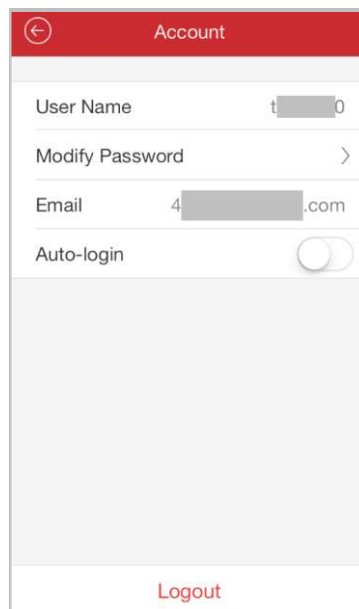 Account
User Name t 0
Modify Password
Email 4 .com
Auto-login
Logout